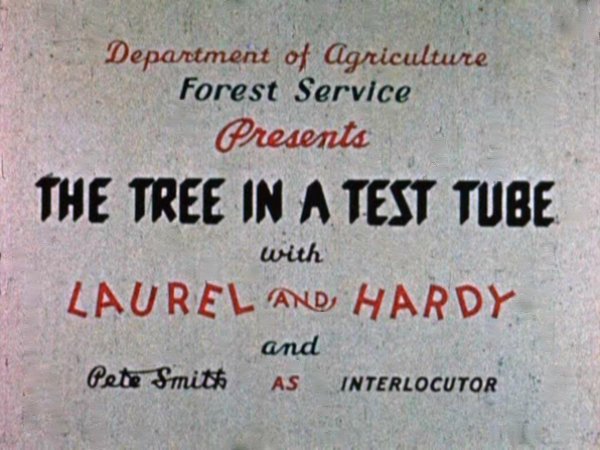 Department of Agriculture
Forest Service
Presents
THE TREE IN A TEST TUBE
with
LAUREL AND HARDY
and
Pete Smith AS INTERLOCUTOR